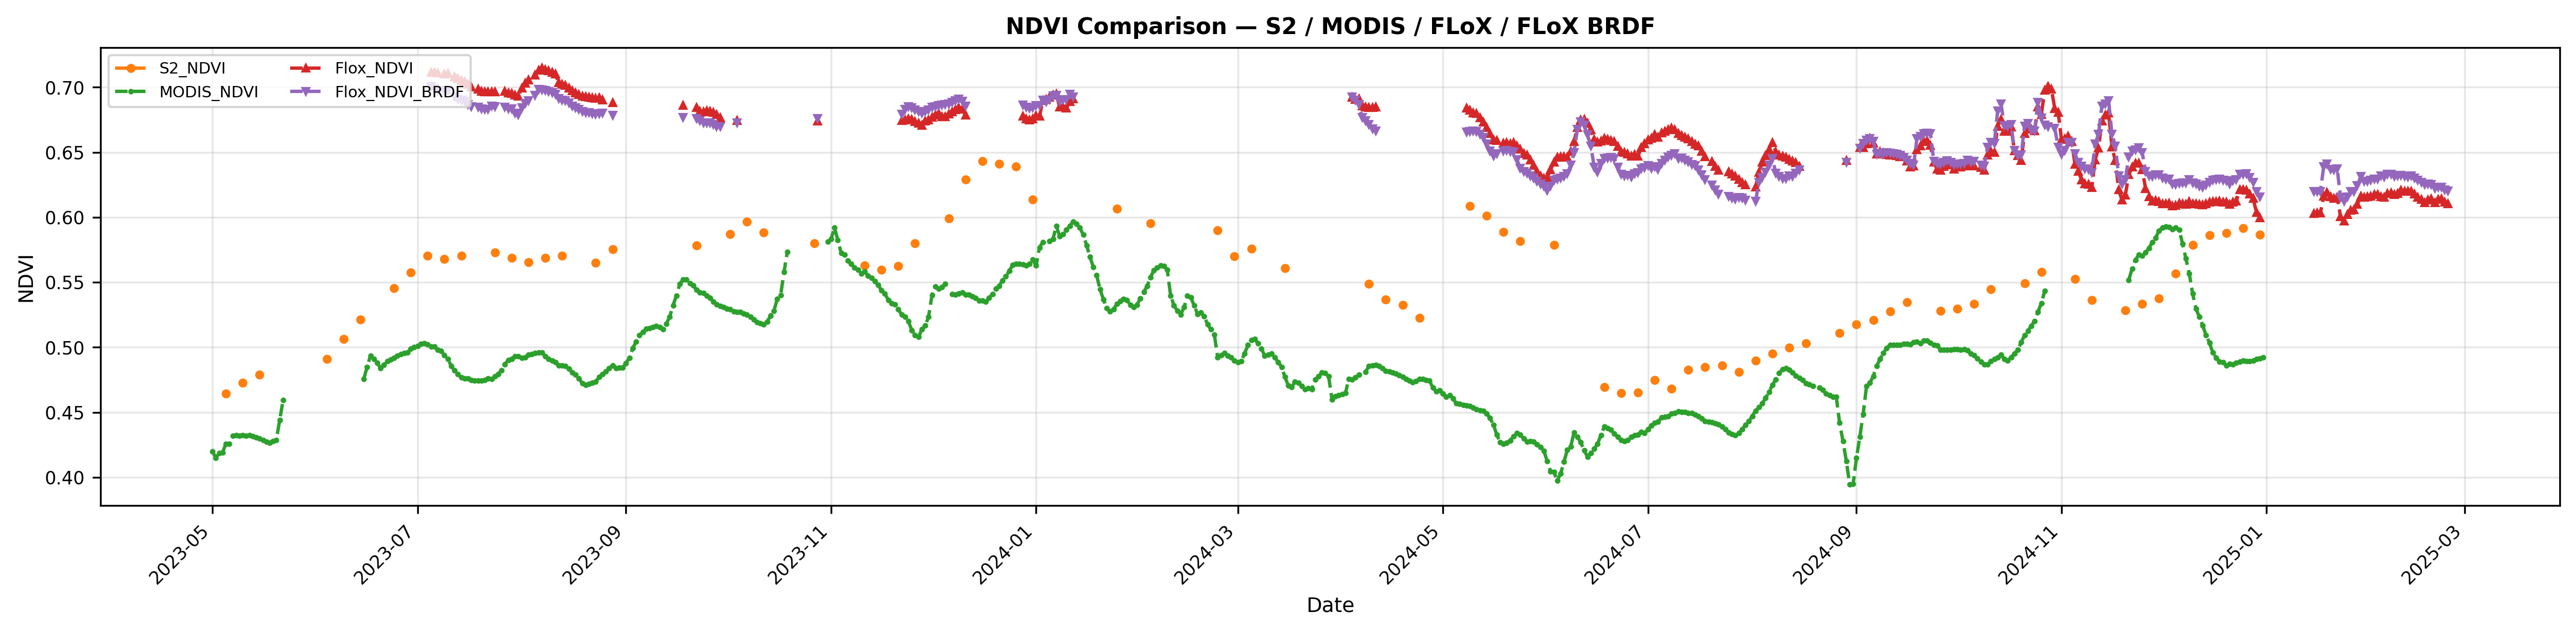 NDVI Comparison — S2 / MODIS / FLoX / FLoX BRDF
S2_NDVI
MODIS_NDVI
Flox_NDVI
Flox_NDVI_BRDF
NDVI
0.70
0.65
0.60
0.55
0.50
0.45
0.40
2023-05
2023-07
2023-09
2023-11
2024-01
2024-03
2024-05
2024-07
2024-09
2024-11
2025-01
2025-03
Date